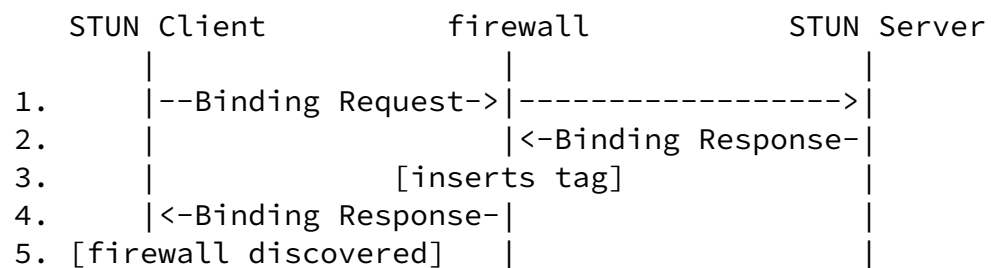 STUN Client           firewall            STUN Server
     |                   |                   |
1.   |--Binding Request->|------------------>|
2.   |                   |<-Binding Response-|
3.   |             [inserts tag]             |
4.   |<-Binding Response-|                   |
5. [firewall discovered] |                   |